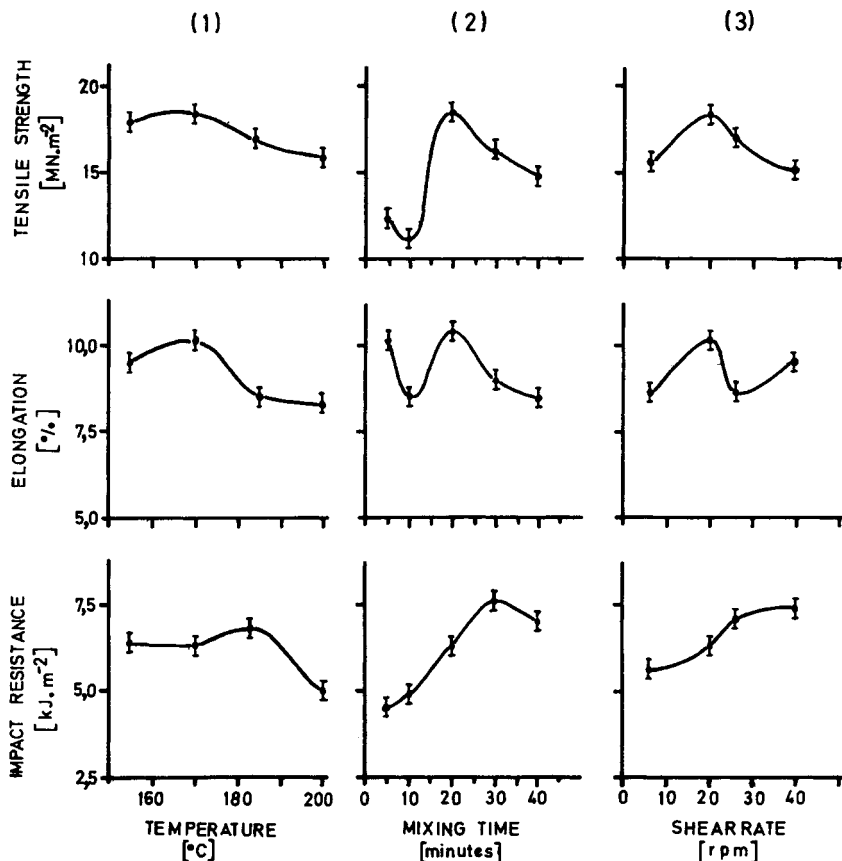 (1) (2) (3)
TENSILE STRENGTH
[MN.m-2]
20
15
10
ELONGATION
[%]
10,0
7,5
5,0
IMPACT RESISTANCE
[kJ.m-2]
7,5
5,0
2,5
160 180 200
0 10 20 30 40
0 10 20 30 40 50
TEMPERATURE
[°C]
MIXING TIME
[minutes]
SHEAR RATE
[rpm]